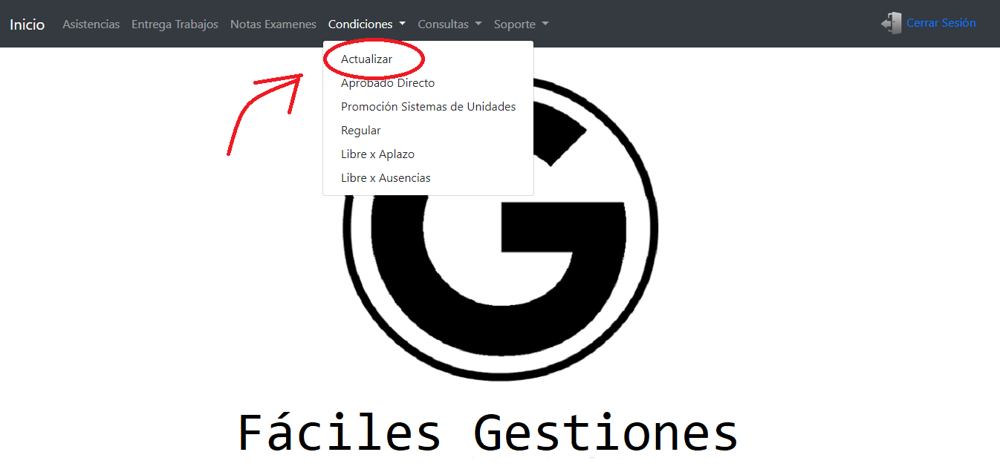 Inicio Asistencias Entrega Trabajos Notas Examenes Condiciones Consultas Soporte Cerrar Sesión
Actualizar
Aprobado Directo
Promoción Sistemas de Unidades
Regular
Libre x Aplazo
Libre x Ausencias
Fáciles Gestiones